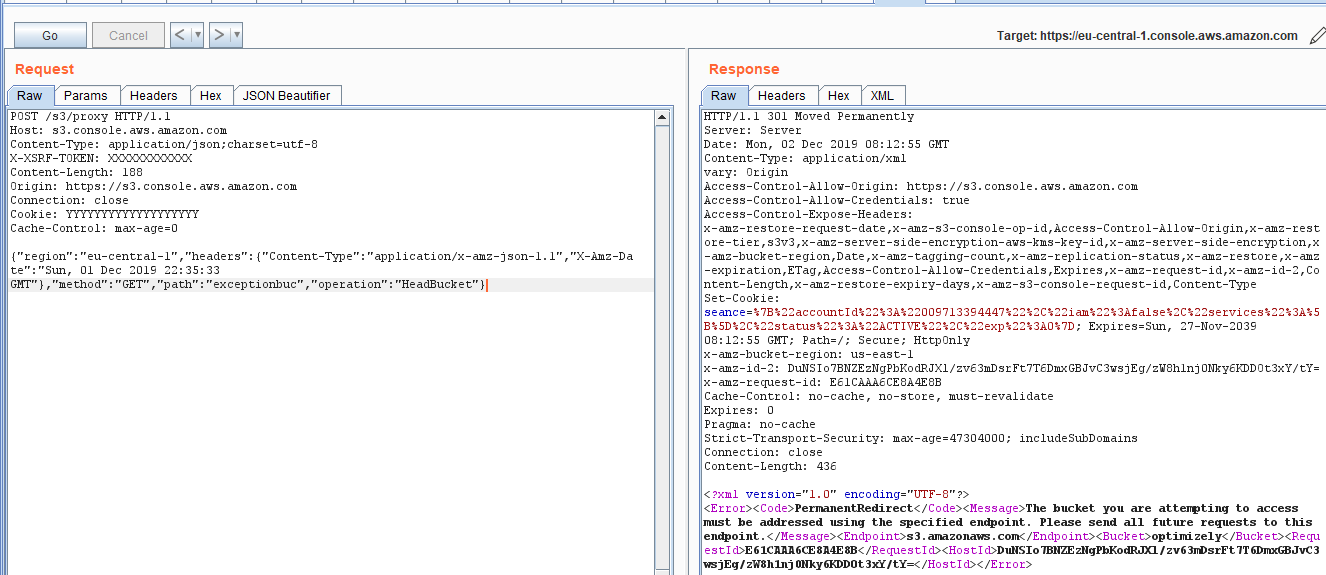 Go
Cancel
<
>
Target: https://eu-central-1.console.aws.amazon.com
Request
Raw
Params
Headers
Hex
JSON Beautifier
POST /s3/proxy HTTP/1.1
Host: s3.console.aws.amazon.com
Content-Type: application/json;charset=utf-8
X-XSRF-TOKEN: XXXXXXXXXXXX
Content-Length: 188
Origin: https://s3.console.aws.amazon.com
Connection: close
Cookie: YYYYYYYYYYYYYYYYYYY
Cache-Control: max-age=0
{"region":"eu-central-1","headers":{"Content-Type":"application/x-amz-json-1.1","X-Amz-Da
te":"Sun, 01 Dec 2019 22:35:33
GMT"},"method":"GET","path":"exceptionbuc","operation":"HeadBucket"}
Response
Raw
Headers
Hex
XML
HTTP/1.1 301 Moved Permanently
Server: Server
Date: Mon, 02 Dec 2019 08:12:55 GMT
Content-Type: application/xml
vary: Origin
Access-Control-Allow-Origin: https://s3.console.aws.amazon.com
Access-Control-Allow-Credentials: true
Access-Control-Expose-Headers:
x-amz-restore-request-date,x-amz-s3-console-op-id,Access-Control-Allow-Origin,x-amz-rest
ore-tier,s3v3,x-amz-server-side-encryption-aws-kms-key-id,x-amz-server-side-encryption,x
-amz-bucket-region,Date,x-amz-tagging-count,x-amz-replication-status,x-amz-restore,x-amz
-expiration,ETag,Access-Control-Allow-Credentials,Expires,x-amz-request-id,x-amz-id-2,Con
tent-Length,x-amz-restore-expiry-days,x-amz-s3-console-request-id,Content-Type
Set-Cookie:
seance=%7B%22accountId%22%3A%22009713394447%22%2C%22iam%22%3Afalse%2C%22services%22%3A%5
B%5D%2C%22status%22%3A%22ACTIVE%22%2C%22exp%22%3A0%7D; Expires=Sun, 27-Nov-2039
08:12:55 GMT; Path=/; Secure; HttpOnly
x-amz-bucket-region: us-east-1
x-amz-id-2: DuNSIo7BNZEzNgPbKodRJXl/zv63mDsrFt7T6DmxGBJvC3wsjEg/zW8h1nj0Nky6KDDOt3xY/tY=
x-amz-request-id: E61CAAA6CE8A4E8B
Cache-Control: no-cache, no-store, must-revalidate
Expires: 0
Pragma: no-cache
Strict-Transport-Security: max-age=47304000; includeSubDomains
Connection: close
Content-Length: 436
<?xml version="1.0" encoding="UTF-8"?>
<Error><Code>PermanentRedirect</Code><Message>The bucket you are attempting to access
must be addressed using the specified endpoint. Please send all future requests to this
endpoint.</Message><Endpoint>s3.amazonaws.com</Endpoint><Bucket>optimizely</Bucket><Requ
estId>E61CAAA6CE8A4E8B</RequestId><HostId>DuNSIo7BNZEzNgPbKodRJXl/zv63mDsrFt7T6DmxGBJvC3
wsjEg/zW8h1nj0Nky6KDDOt3xY/tY=</HostId></Error>